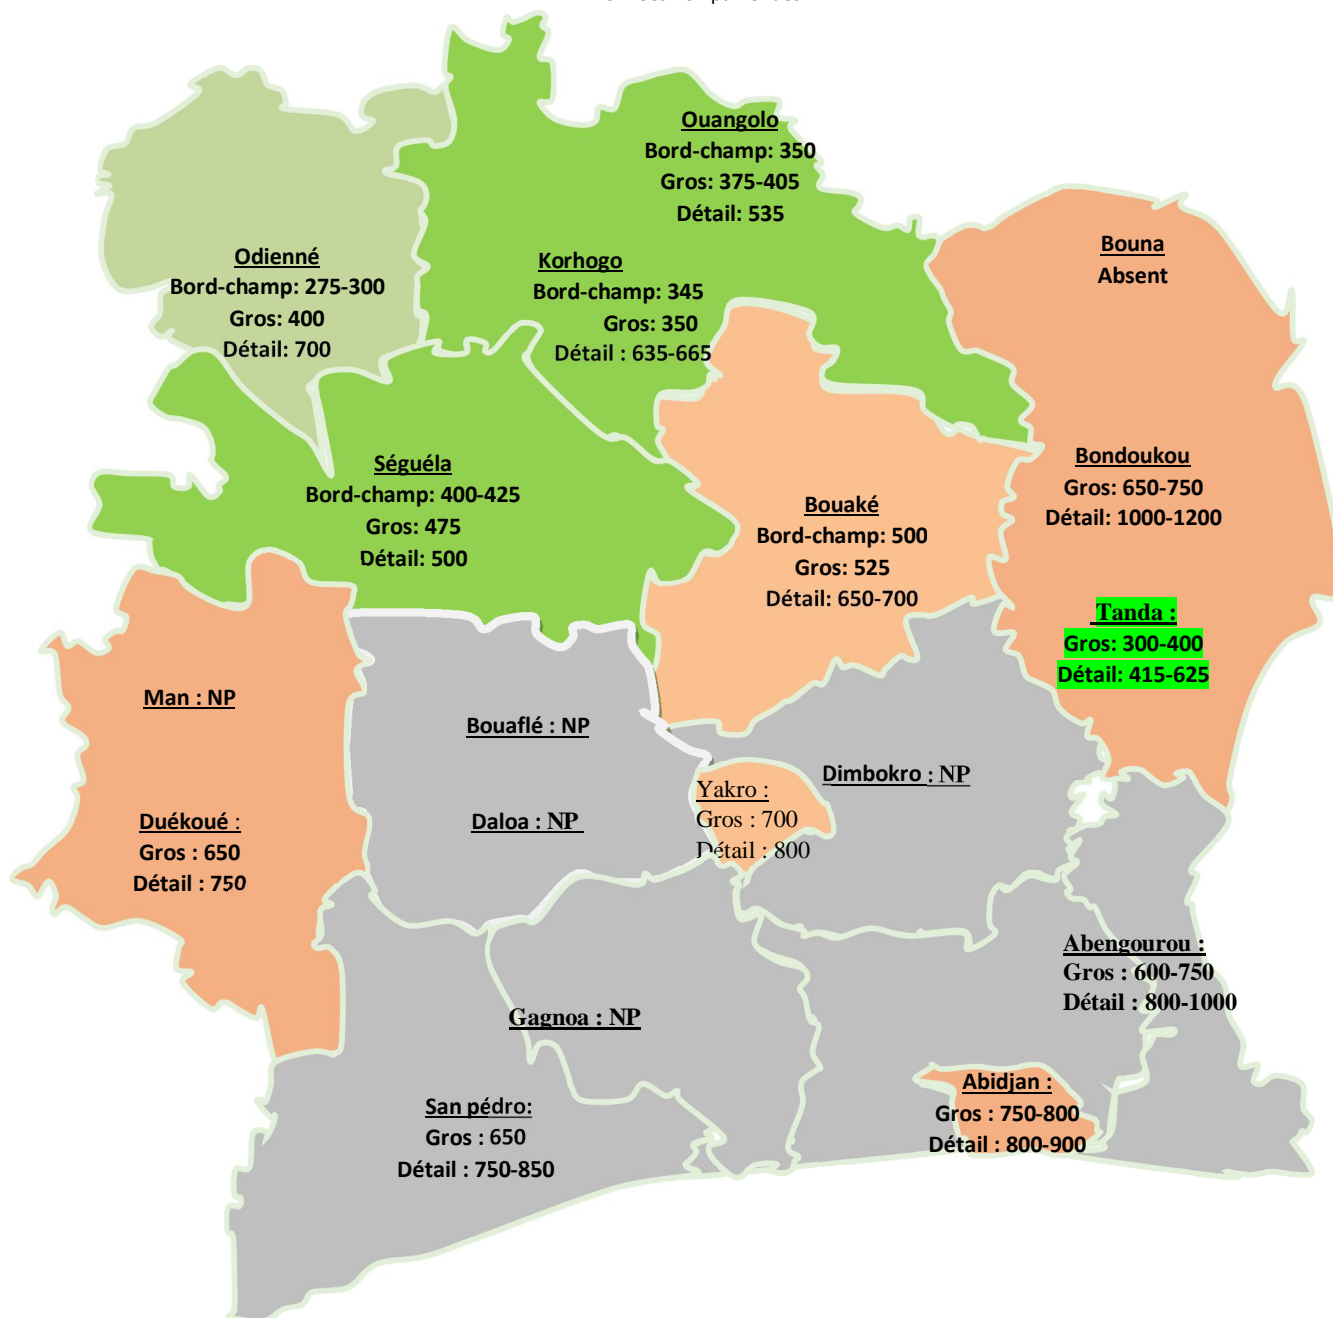 Ouangolo
Bord-champ: 350
Gros: 375-405
Détail: 535
Bouna
Absent
Odienné
Bord-champ: 275-300
Gros: 400
Détail: 700
Korhogo
Bord-champ: 345
Gros: 350
Détail : 635-665
Séguéla
Bord-champ: 400-425
Gros: 475
Détail: 500
Bouaké
Bord-champ: 500
Gros: 525
Détail: 650-700
Bondoukou
Gros: 650-750
Détail: 1000-1200
Tanda :
Gros: 300-400
Détail: 415-625
Man : NP
Bouaflé : NP
Dimbokro : NP
Yakro :
Gros : 700
Détail : 800
Duékoué :
Gros : 650
Détail : 750
Daloa : NP
Abengourou :
Gros : 600-750
Détail : 800-1000
Gagnoa : NP
San pédro:
Gros : 650
Détail : 750-850
Abidjan :
Gros : 750-800
Détail : 800-900